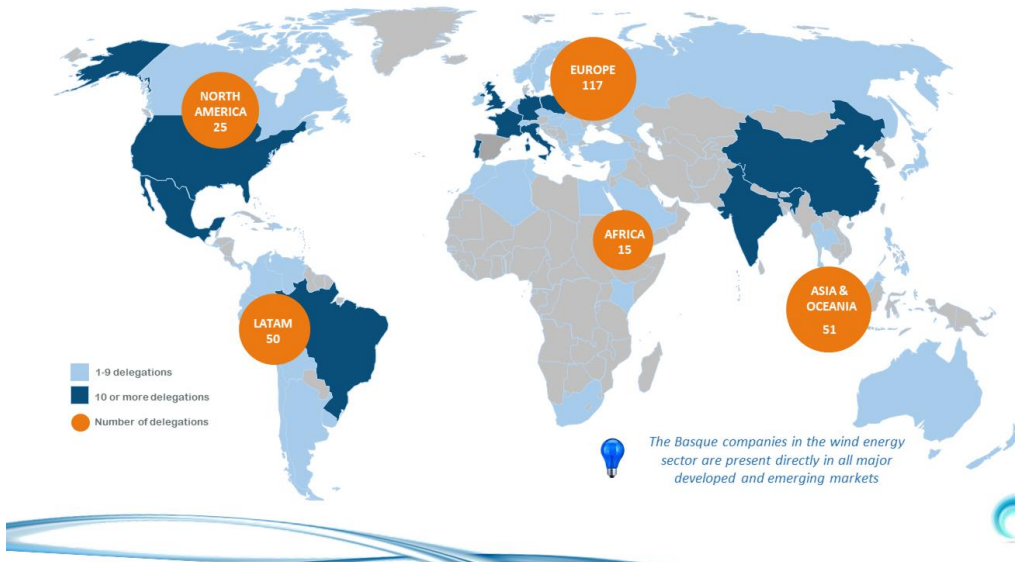 EUROPE
117
NORTH
AMERICA
25
AFRICA
15
ASIA &
OCEANIA
51
LATAM
50
1-9 delegations
10 or more delegations
Number of delegations
The Basque companies in the wind energy
sector are present directly in all major
developed and emerging markets